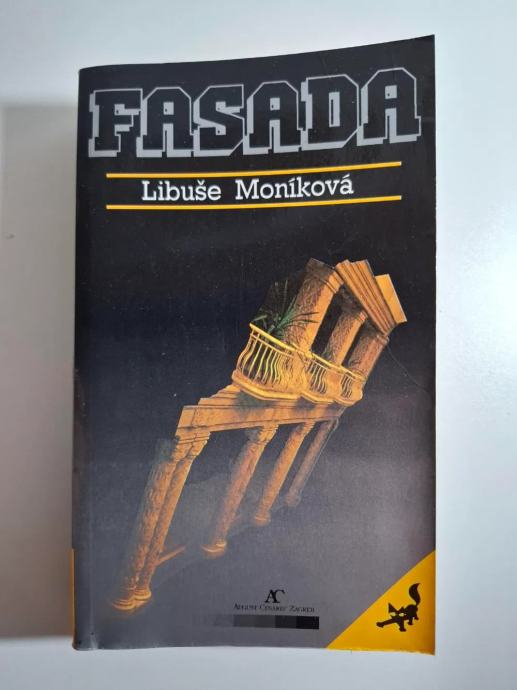 FASADA
Libuše Moníková
AC
AUGUST CESAREC ZAGREB